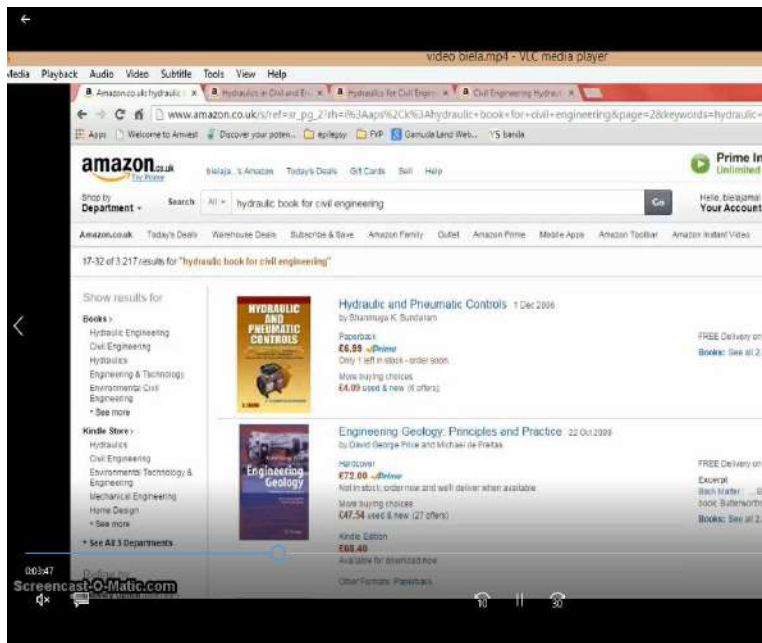 video biela.mp4 - VLC media player
Media Playback Audio Video Subtitle Tools View Help
Amazon.co.uk: hydraulic Hydraulics in Civil and En Hydraulics for Civil Engin Civil Engineering Hydraul
www.amazon.co.uk/s/ref=sr_pg_2?rh=i%3Aaps%2Ck%3Ahydraulic+book+for+civil+engineering&page=2&keywords=hydraulic+
Apps Welcome to Amvest Discover your poten... epilepsy FYP Gamuda Land Web... YS banila
amazon.co.uk
Try Prime
bielaja..'s Amazon Today's Deals Gift Cards Sell Help
Prime In
Unlimited
Shop by
Department
Search All hydraulic book for civil engineering Go
Hello, bielajamal
Your Account
Amazon.co.uk Today's Deals Warehouse Deals Subscribe & Save Amazon Family Outlet Amazon Prime Mobile Apps Amazon Toolbar Amazon Instant Video
17-32 of 3,217 results for "hydraulic book for civil engineering"
Show results for
Books
Hydraulic Engineering
Civil Engineering
Hydraulics
Engineering & Technology
Environmental Civil
Engineering
+ See more
Kindle Store
Hydraulics
Civil Engineering
Environmental Technology &
Engineering
Mechanical Engineering
Home Design
+ See more
+ See All 3 Departments
Refine by
HYDRAULIC
AND
PNEUMATIC
CONTROLS
Hydraulic and Pneumatic Controls 1 Dec 2006
by Shanmuga K. Sundaram
Paperback
£6.99 Prime
Only 1 left in stock - order soon.
More buying choices
£4.09 used & new (6 offers)
FREE Delivery on
Books: See all 2,
Engineering
Geology
Engineering Geology: Principles and Practice 22 Oct 2008
by David George Price and Michael de Freitas
Hardcover
£72.00 Prime
Not in stock; order now and we'll deliver when available
More buying choices
£47.54 used & new (27 offers)
Kindle Edition
£68.40
Available for download now
Other Formats: Paperback
FREE Delivery on
Excerpt
Back Matter: ... B
book, Butterworth
Books: See all 2,
0:03:47
Screencast-O-Matic.com
10 30